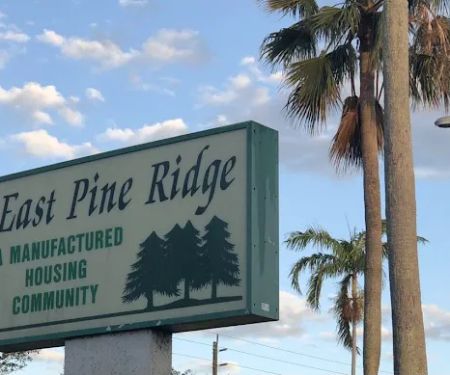 East Pine Ridge
A MANUFACTURED
HOUSING
COMMUNITY